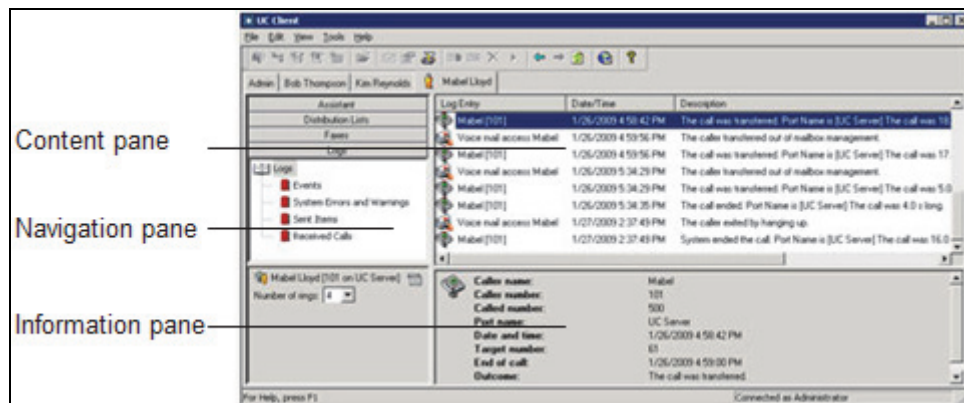 UC Client
File Edit View Tools Help
Admin Bob Thompson Kim Reynolds Mabel Lloyd
Assistant
Distribution Lists
Faxes
Logs
Logs
Events
System Errors and Warnings
Sent Items
Received Calls
Log Entry Date/Time Description
Mabel [101] 1/26/2009 4:58:42 PM The call was transferred. Port Name is [UC Server] The call was 18.
Voice mail access Mabel 1/26/2009 4:59:56 PM The caller transferred out of mailbox management.
Mabel [101] 1/26/2009 4:59:56 PM The call was transferred. Port Name is [UC Server] The call was 17.
Voice mail access Mabel 1/26/2009 5:34:29 PM The caller transferred out of mailbox management.
Mabel [101] 1/26/2009 5:34:29 PM The call was transferred. Port Name is [UC Server] The call was 5.0
Mabel [101] 1/26/2009 5:34:35 PM The call ended. Port Name is [UC Server] The call was 4.0 s long.
Voice mail access Mabel 1/27/2009 2:37:49 PM The caller exited by hanging up.
Mabel [101] 1/27/2009 2:37:49 PM System ended the call. Port Name is [UC Server] The call was 16.0
Content pane
Navigation pane
Information pane
Mabel Lloyd [101 on UC Server]
Number of rings: 4
Caller name: Mabel
Caller number: 101
Called number: 500
Port name: UC Server
Date and time: 1/26/2009 4:58:42 PM
Target number: 61
End of call: 1/26/2009 4:59:00 PM
Outcome: The call was transferred.
For Help, press F1
Connected as Administrator